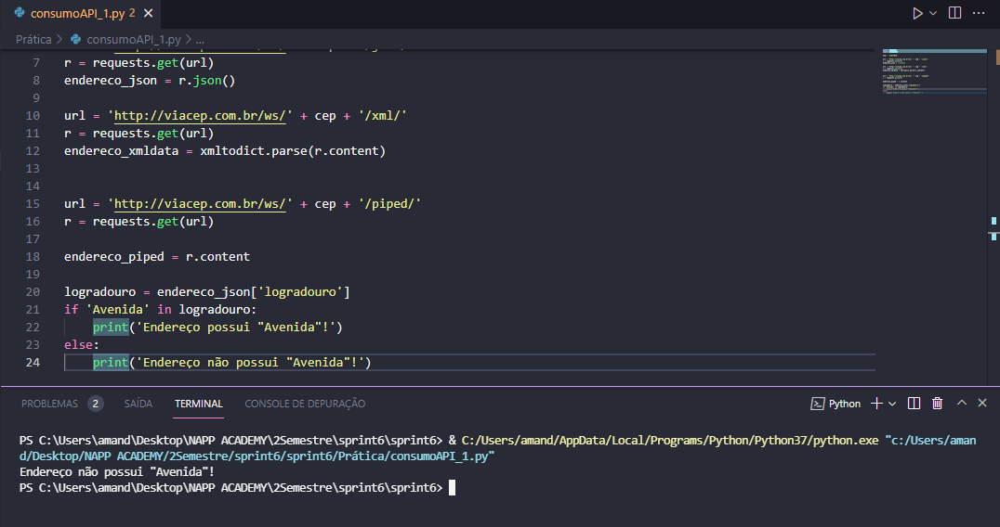 consumoAPI_1.py 2
Prática > consumoAPI_1.py > ...
7 r = requests.get(url)
8 endereco_json = r.json()
9
10 url = 'http://viacep.com.br/ws/' + cep + '/xml/'
11 r = requests.get(url)
12 endereco_xmldata = xmltodict.parse(r.content)
13
14
15 url = 'http://viacep.com.br/ws/' + cep + '/piped/'
16 r = requests.get(url)
17
18 endereco_piped = r.content
19
20 logradouro = endereco_json['logradouro']
21 if 'Avenida' in logradouro:
22 print('Endereço possui "Avenida"!')
23 else:
24 print('Endereço não possui "Avenida"!')
PROBLEMAS 2 SAÍDA TERMINAL CONSOLE DE DEPURAÇÃO Python
PS C:\Users\amand\Desktop\NAPP ACADEMY\2Semestre\sprint6\sprint6> & C:/Users/amand/AppData/Local/Programs/Python/Python37/python.exe "c:/Users/aman
d/Desktop/NAPP ACADEMY/2Semestre/sprint6/sprint6/Prática/consumoAPI_1.py"
Endereço não possui "Avenida"!
PS C:\Users\amand\Desktop\NAPP ACADEMY\2Semestre\sprint6\sprint6>